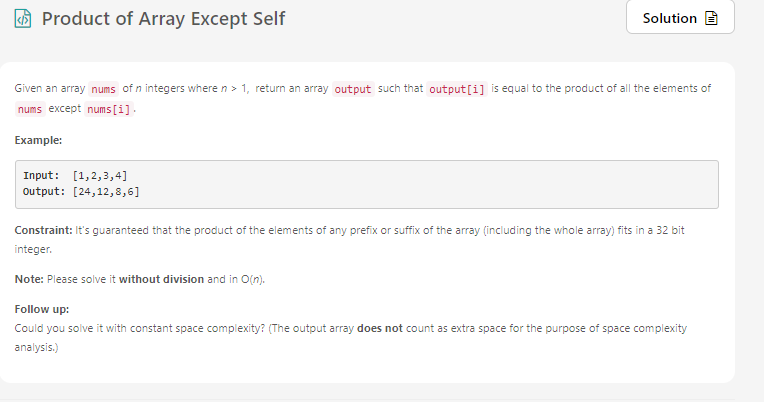 Product of Array Except Self
Solution
Given an array nums of n integers where n > 1, return an array output such that output[i] is equal to the product of all the elements of
nums except nums[i].
Example:
Input:  [1,2,3,4]
Output: [24,12,8,6]
Constraint: It's guaranteed that the product of the elements of any prefix or suffix of the array (including the whole array) fits in a 32 bit
integer.
Note: Please solve it without division and in O(n).
Follow up:
Could you solve it with constant space complexity? (The output array does not count as extra space for the purpose of space complexity
analysis.)